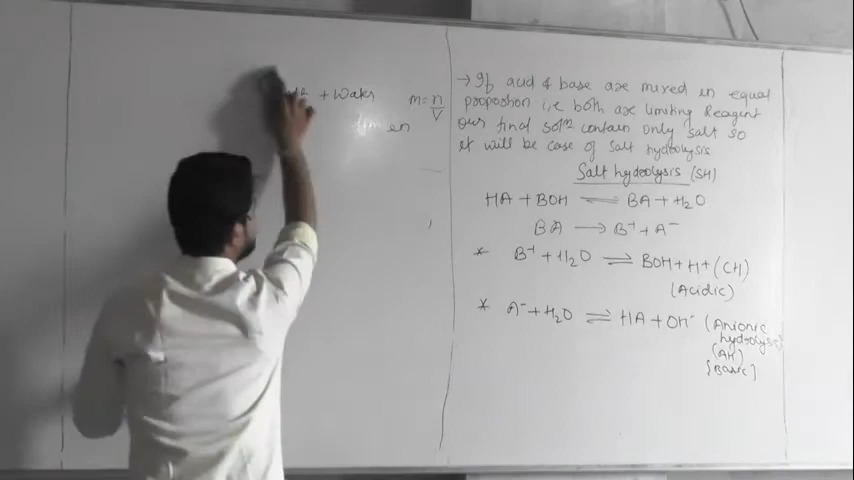 + Water M = n/V
→ If acid & base are mixed in equal
proportion i,e both are limiting Reagent
our find solⁿ contain only salt so
it will be case of salt hydrolysis
Salt hydrolysis (SH)
HA + BOH ⇌ BA + H₂O
BA → B⁺ + A⁻
* B⁺ + H₂O ⇌ BOH + H⁺ (CH)
(Acidic)
* A⁻ + H₂O ⇌ HA + OH⁻ (Anionic
hydrolysis)
(AH)
{Basic}